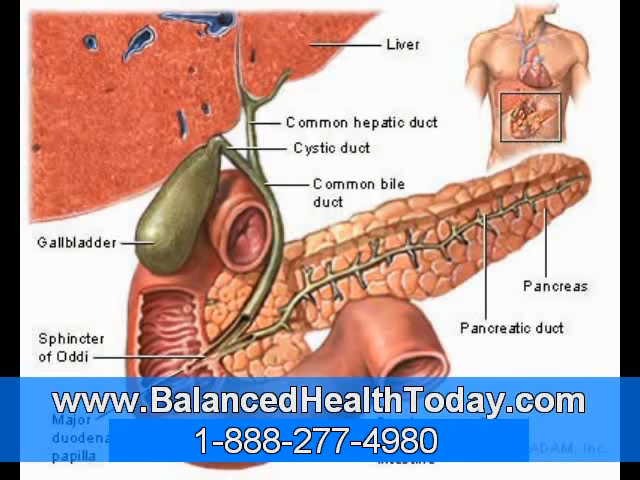 Liver
Common hepatic duct
Cystic duct
Common bile
duct
Gallbladder
Pancreas
Pancreatic duct
Sphincter
of Oddi
www.BalancedHealthToday.com
Major
duodena
papilla
1-888-277-4980
ADAM, Inc.